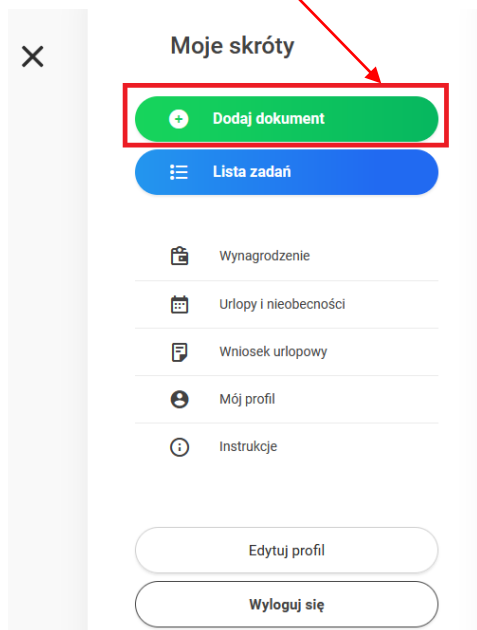 Moje skróty
Dodaj dokument
Lista zadań
Wynagrodzenie
Urlopy i nieobecności
Wniosek urlopowy
Mój profil
Instrukcje
Edytuj profil
Wyloguj się